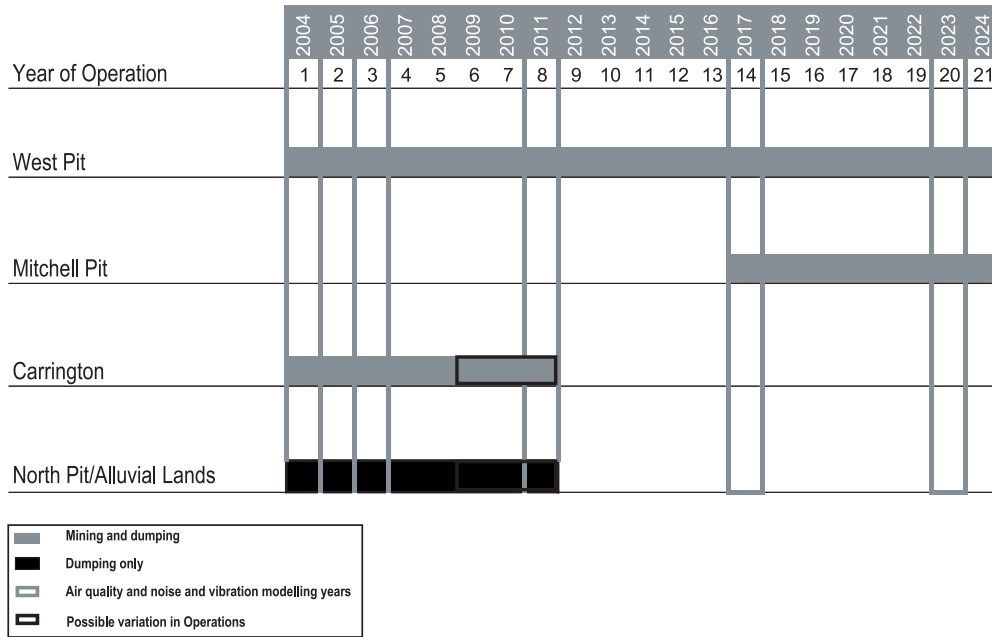 2004 2005 2006 2007 2008 2009 2010 2011 2012 2013 2014 2015 2016 2017 2018 2019 2020 2021 2022 2023 2024
Year of Operation 1 2 3 4 5 6 7 8 9 10 11 12 13 14 15 16 17 18 19 20 21
West Pit
Mitchell Pit
Carrington
North Pit/Alluvial Lands
Mining and dumping
Dumping only
Air quality and noise and vibration modelling years
Possible variation in Operations